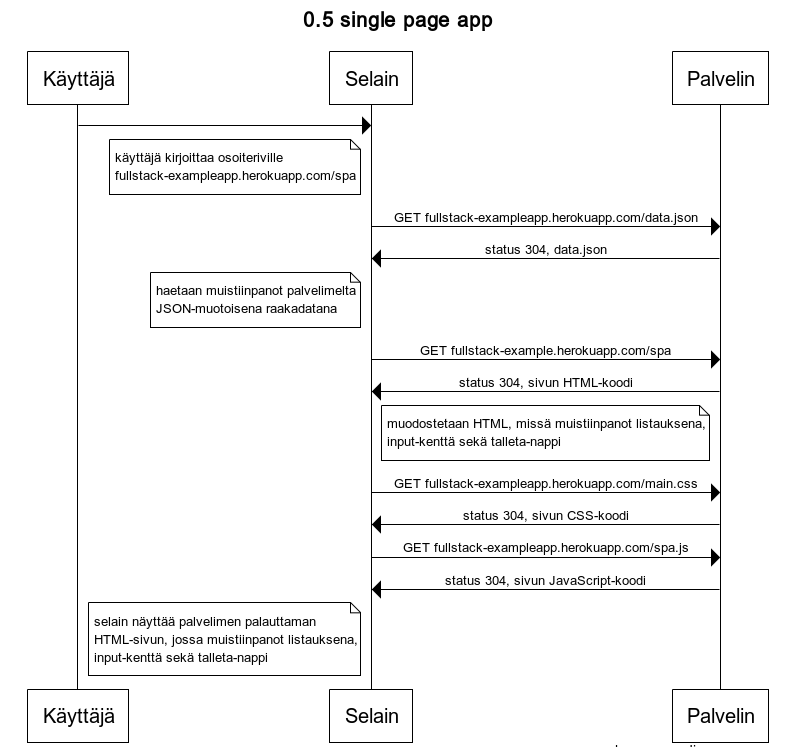 0.5 single page app
Käyttäjä
Selain
Palvelin
käyttäjä kirjoittaa osoiteriville
fullstack-exampleapp.herokuapp.com/spa
GET fullstack-exampleapp.herokuapp.com/data.json
status 304, data.json
haetaan muistiinpanot palvelimelta
JSON-muotoisena raakadatana
GET fullstack-example.herokuapp.com/spa
status 304, sivun HTML-koodi
muodostetaan HTML, missä muistiinpanot listauksena,
input-kenttä sekä talleta-nappi
GET fullstack-exampleapp.herokuapp.com/main.css
status 304, sivun CSS-koodi
GET fullstack-exampleapp.herokuapp.com/spa.js
status 304, sivun JavaScript-koodi
selain näyttää palvelimen palauttaman
HTML-sivun, jossa muistiinpanot listauksena,
input-kenttä sekä talleta-nappi
Käyttäjä
Selain
Palvelin